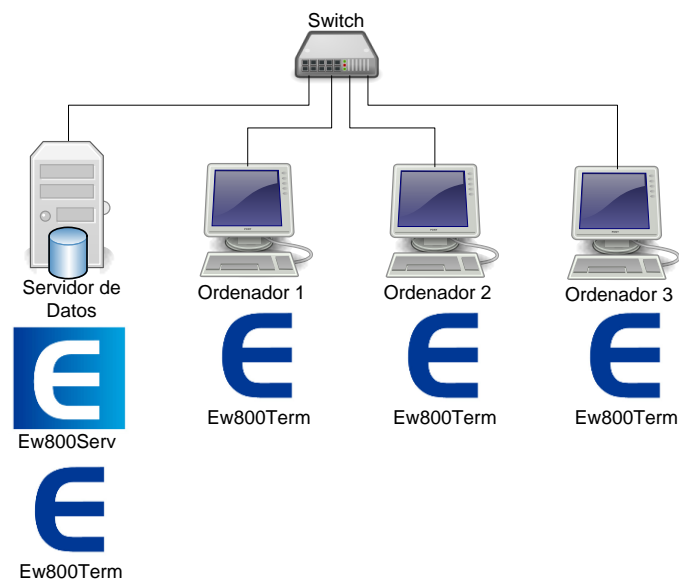 Switch
Servidor de
Datos
Ordenador 1
Ordenador 2
Ordenador 3
Ew800Serv
Ew800Term
Ew800Term
Ew800Term
Ew800Term